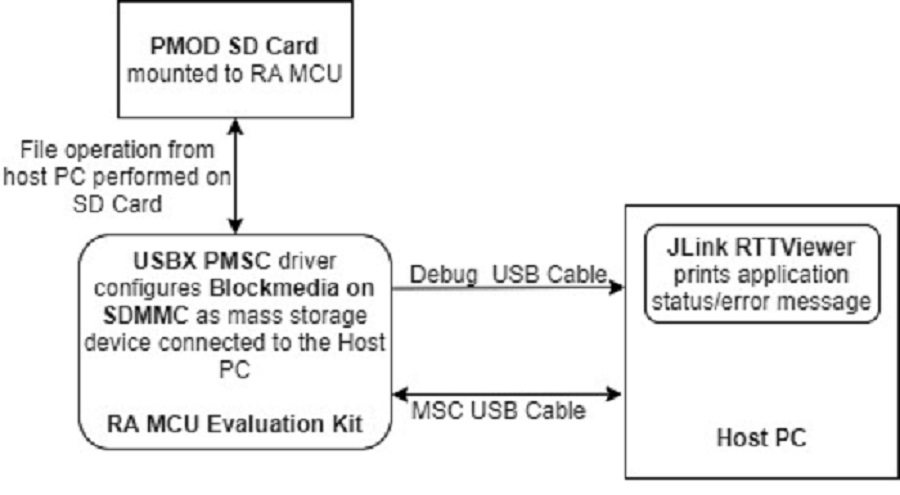 PMOD SD Card
mounted to RA MCU
File operation from
host PC performed on
SD Card
USBX PMSC driver
configures Blockmedia on
SDMMC as mass storage
device connected to the Host
PC
RA MCU Evaluation Kit
Debug USB Cable
MSC USB Cable
JLink RTTViewer
prints application
status/error message
Host PC